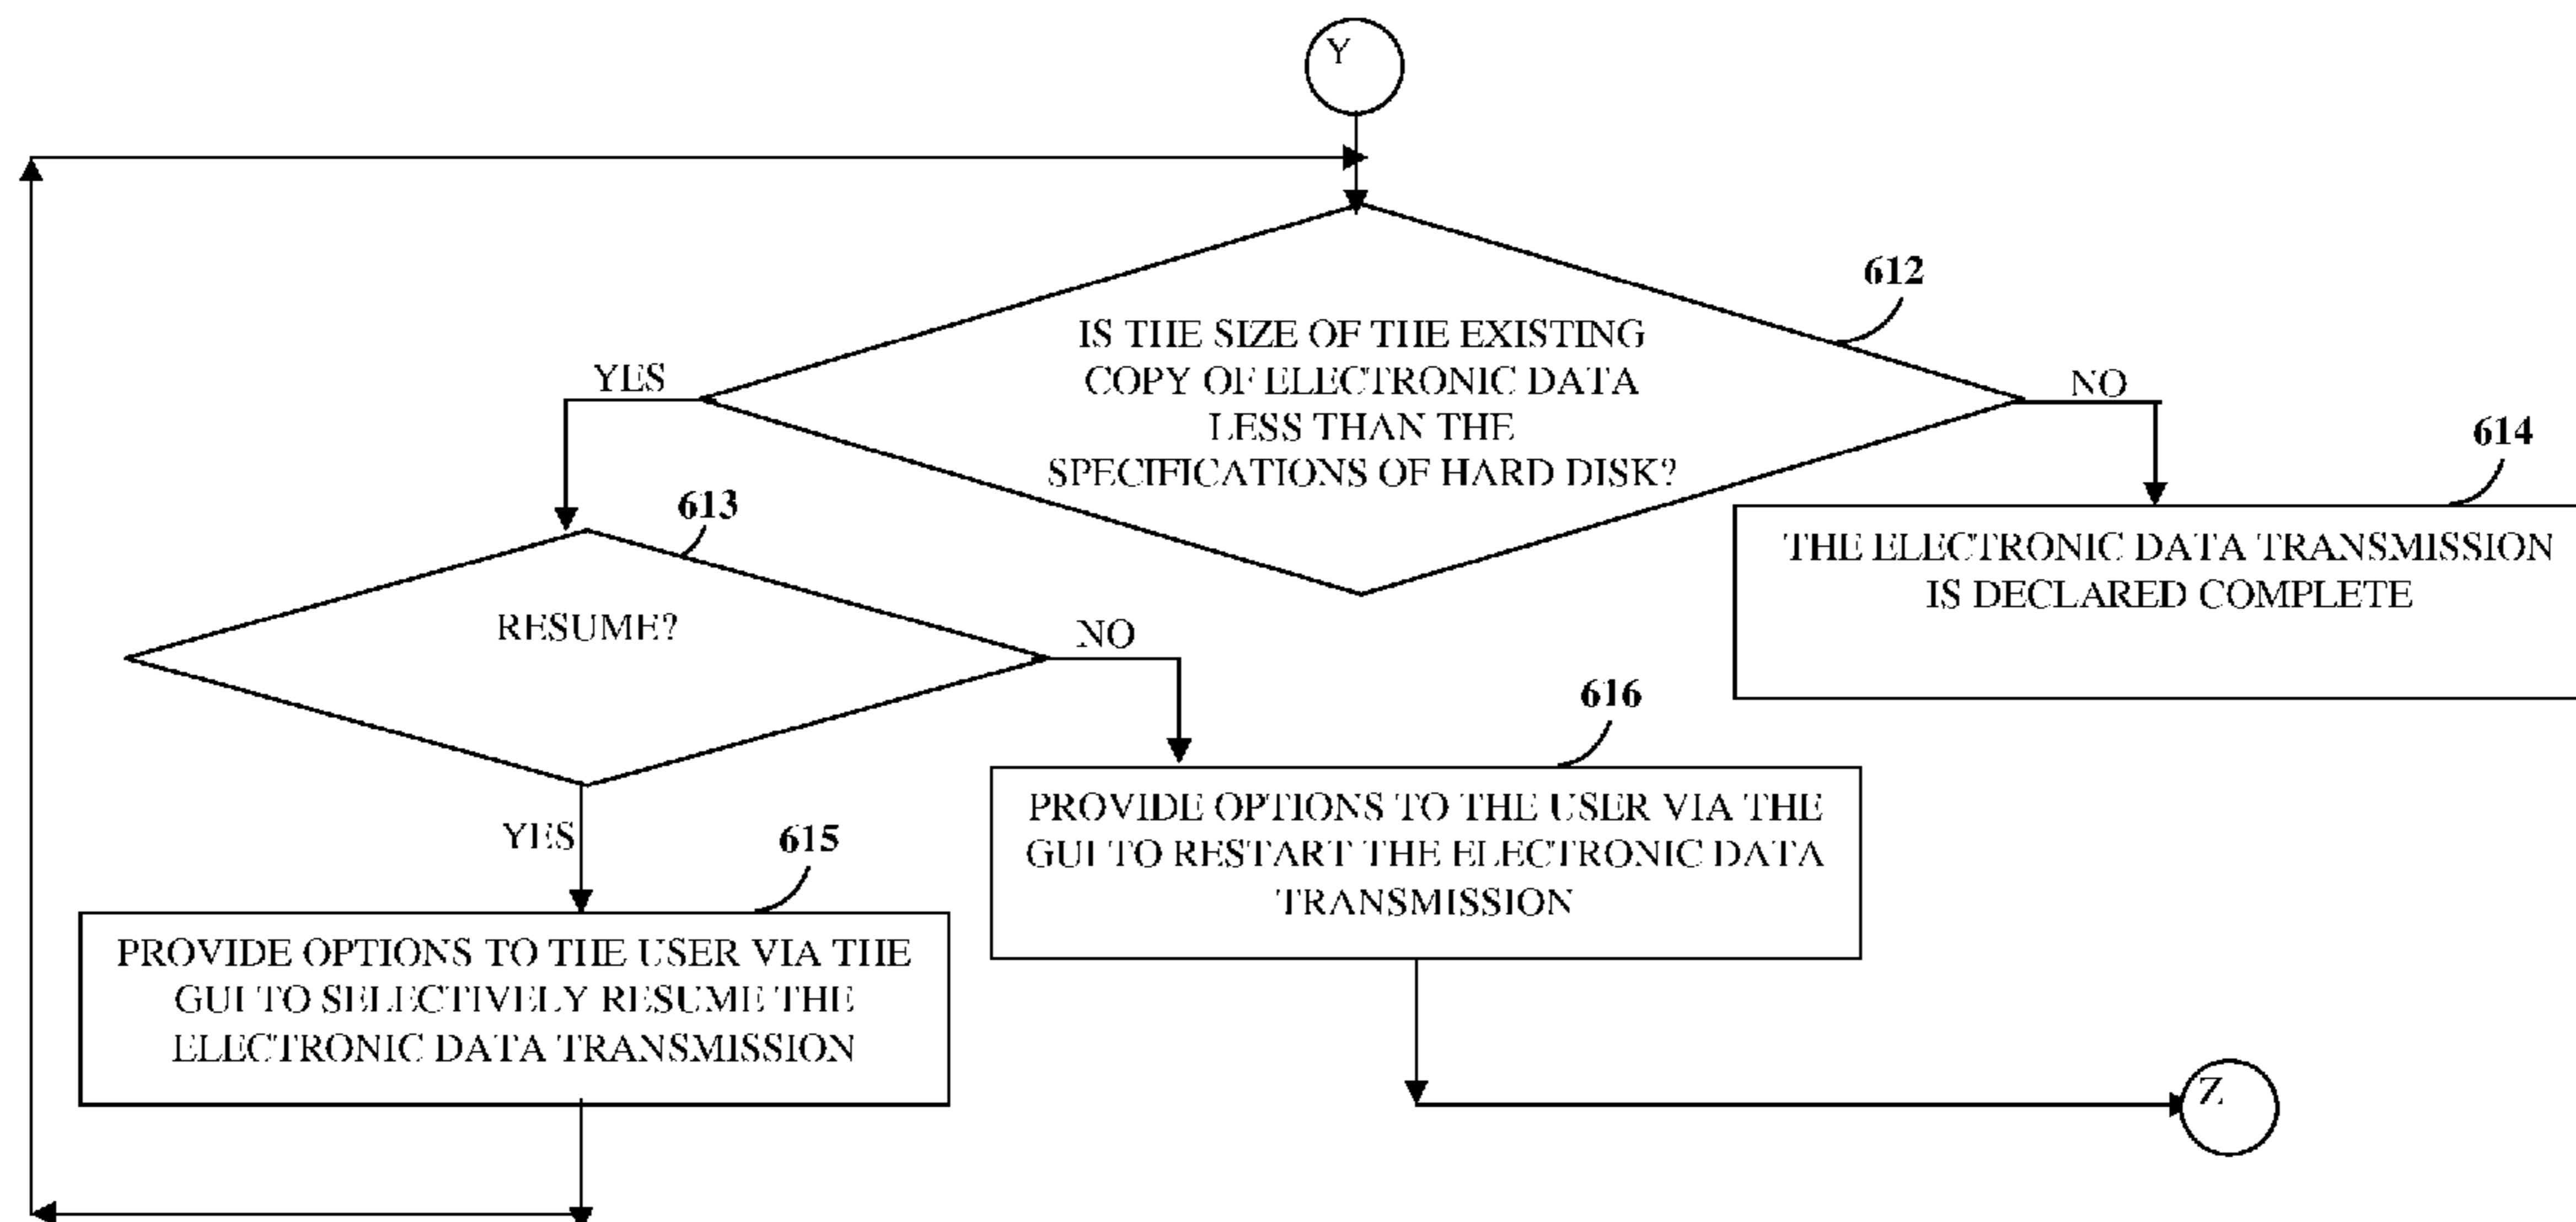 Y
612
IS THE SIZE OF THE EXISTING
COPY OF ELECTRONIC DATA
LESS THAN THE
SPECIFICATIONS OF HARD DISK?
YES
NO
614
THE ELECTRONIC DATA TRANSMISSION
IS DECLARED COMPLETE
613
RESUME?
NO
YES
616
PROVIDE OPTIONS TO THE USER VIA THE
GUI TO RESTART THE ELECTRONIC DATA
TRANSMISSION
615
PROVIDE OPTIONS TO THE USER VIA THE
GUI TO SELECTIVELY RESUME THE
ELECTRONIC DATA TRANSMISSION
Z